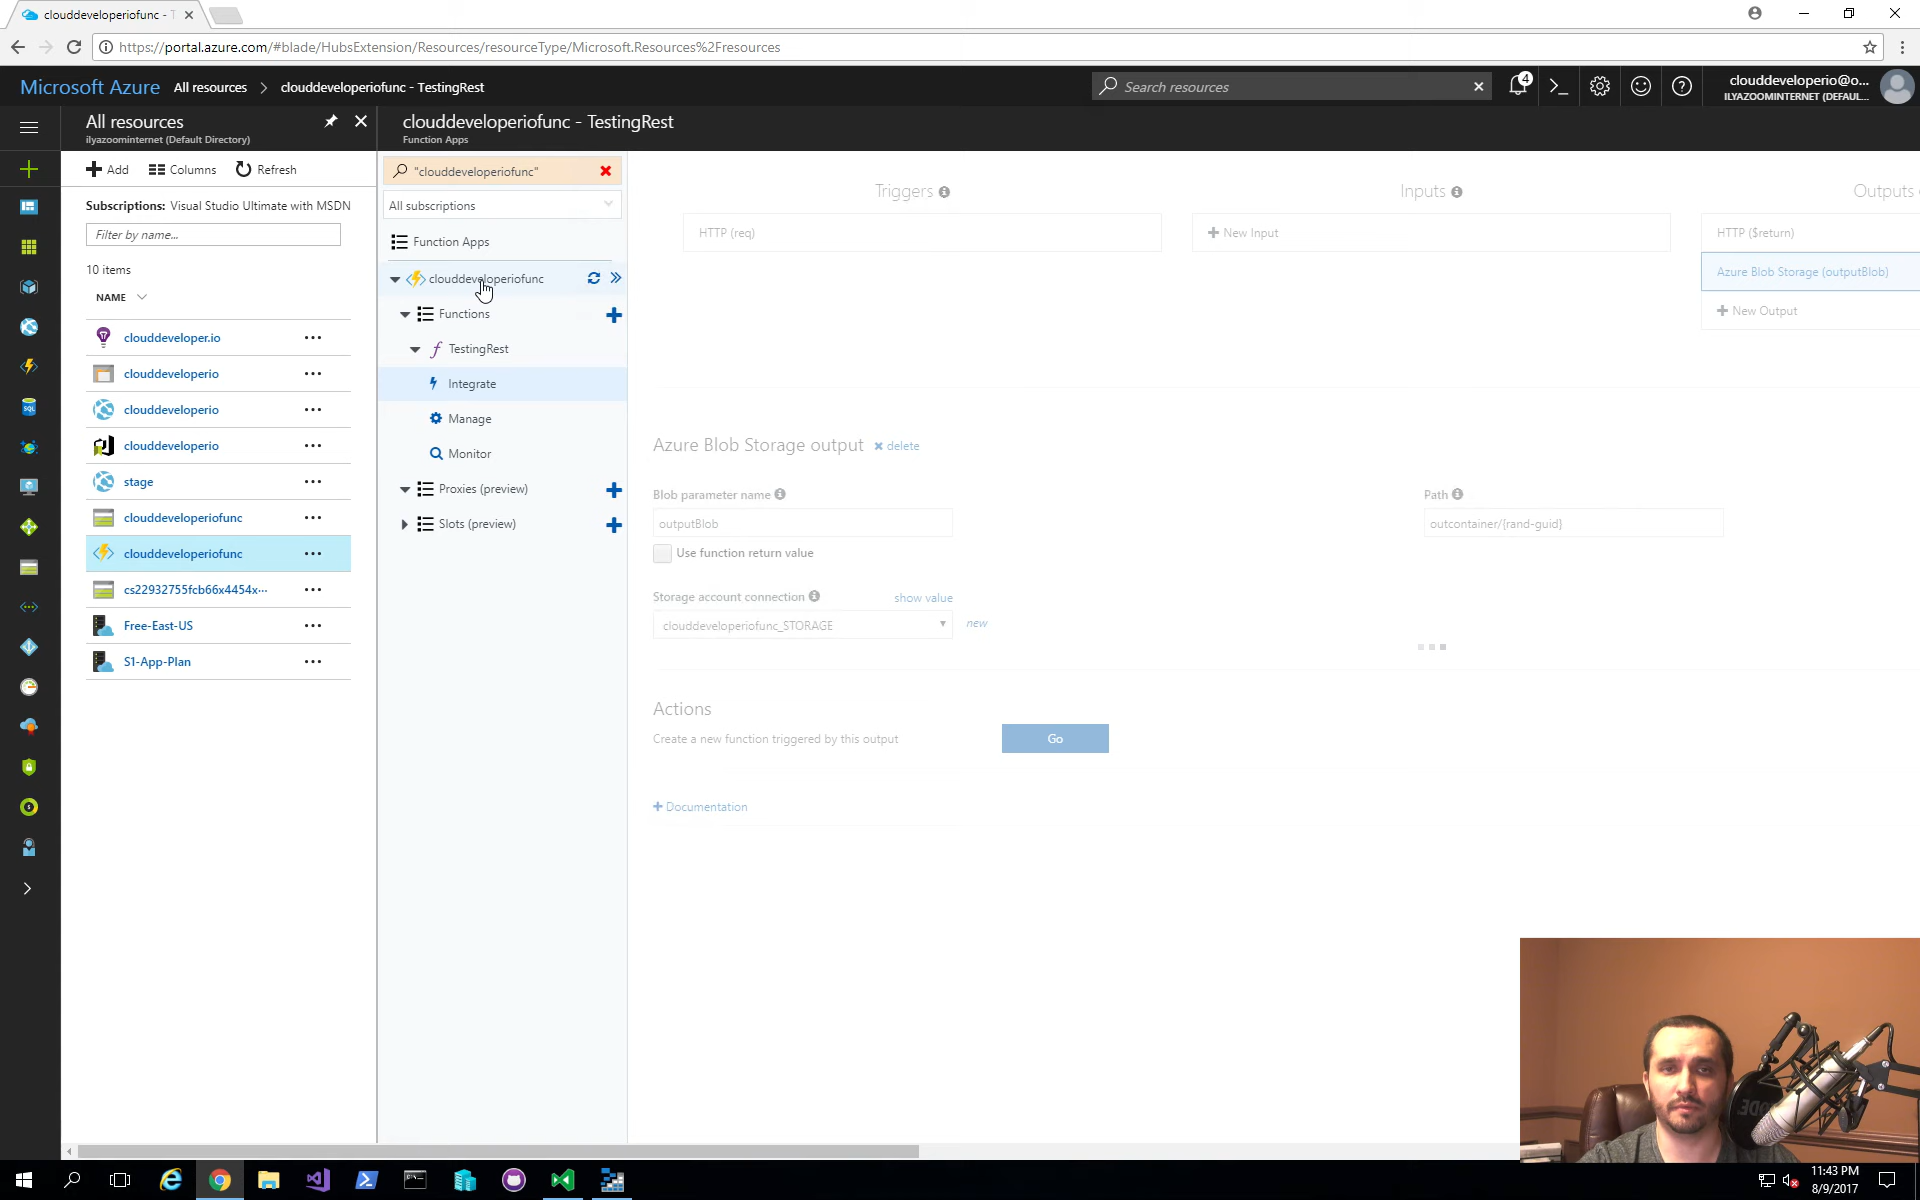 clouddeveloperiofunc - T
https://portal.azure.com/#blade/HubsExtension/Resources/resourceType/Microsoft.Resources%2Fresources
Microsoft Azure
All resources
clouddeveloperiofunc - TestingRest
Search resources
4
clouddeveloperio@o...
ILYAZOOMINTERNET (DEFAUL...
All resources
ilyazoominternet (Default Directory)
Add
Columns
Refresh
Subscriptions: Visual Studio Ultimate with MSDN
Filter by name...
10 items
NAME
clouddeveloper.io
clouddeveloperio
clouddeveloperio
clouddeveloperio
stage
clouddeveloperiofunc
clouddeveloperiofunc
cs22932755fcb66x4454x···
Free-East-US
S1-App-Plan
clouddeveloperiofunc - TestingRest
Function Apps
"clouddeveloperiofunc"
All subscriptions
Function Apps
clouddeveloperiofunc
Functions
TestingRest
Integrate
Manage
Monitor
Proxies (preview)
Slots (preview)
Triggers
HTTP (req)
Inputs
New Input
Outputs
HTTP ($return)
Azure Blob Storage (outputBlob)
New Output
Azure Blob Storage output
delete
Blob parameter name
outputBlob
Use function return value
Path
outcontainer/{rand-guid}
Storage account connection
show value
clouddeveloperiofunc_STORAGE
new
Actions
Create a new function triggered by this output
Go
Documentation
SQL
11:43 PM
8/9/2017